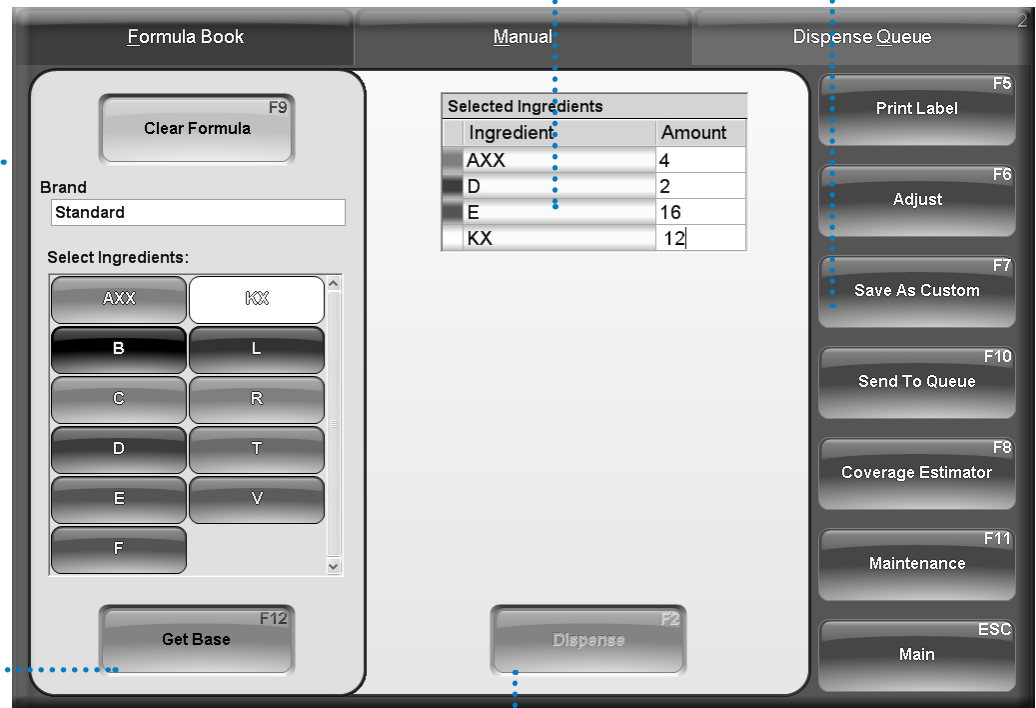 2
Formula Book
Manual
Dispense Queue
F9
Clear Formula
Brand
Standard
Select Ingredients:
AXX
KX
B
L
C
R
D
T
E
V
F
F12
Get Base
Selected Ingredients
Ingredient Amount
AXX 4
D 2
E 16
KX 12
F2
Dispense
F5
Print Label
F6
Adjust
F7
Save As Custom
F10
Send To Queue
F8
Coverage Estimator
F11
Maintenance
ESC
Main